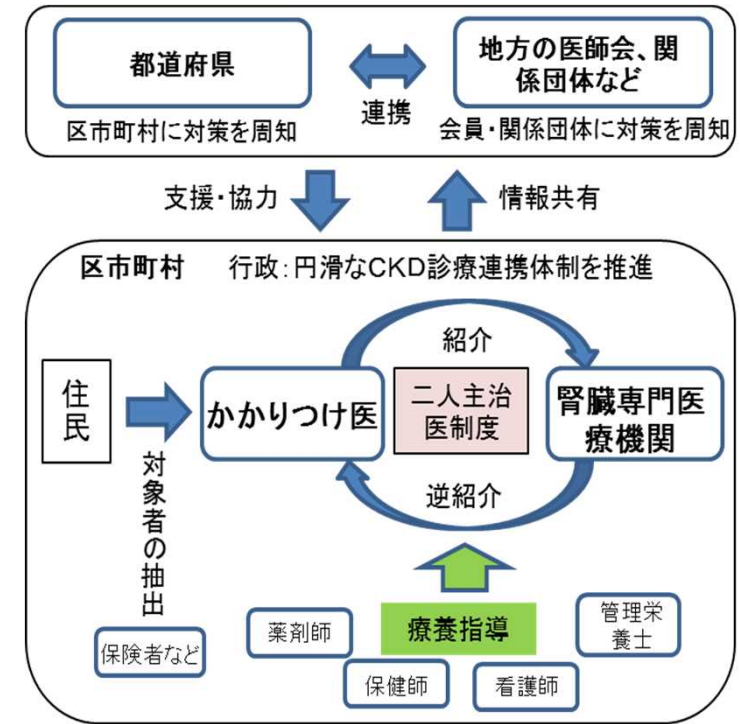 都道府県
地方の医師会、関
係団体など
連携
区市町村に対策を周知
会員・関係団体に対策を周知
支援・協力
情報共有
区市町村
行政：円滑なCKD診療連携体制を推進
紹介
住民
かかりつけ医
二人主治
医制度
腎臓専門医
療機関
逆紹介
対象者の抽出
療養指導
保険者など
薬剤師
保健師
看護師
管理栄
養士